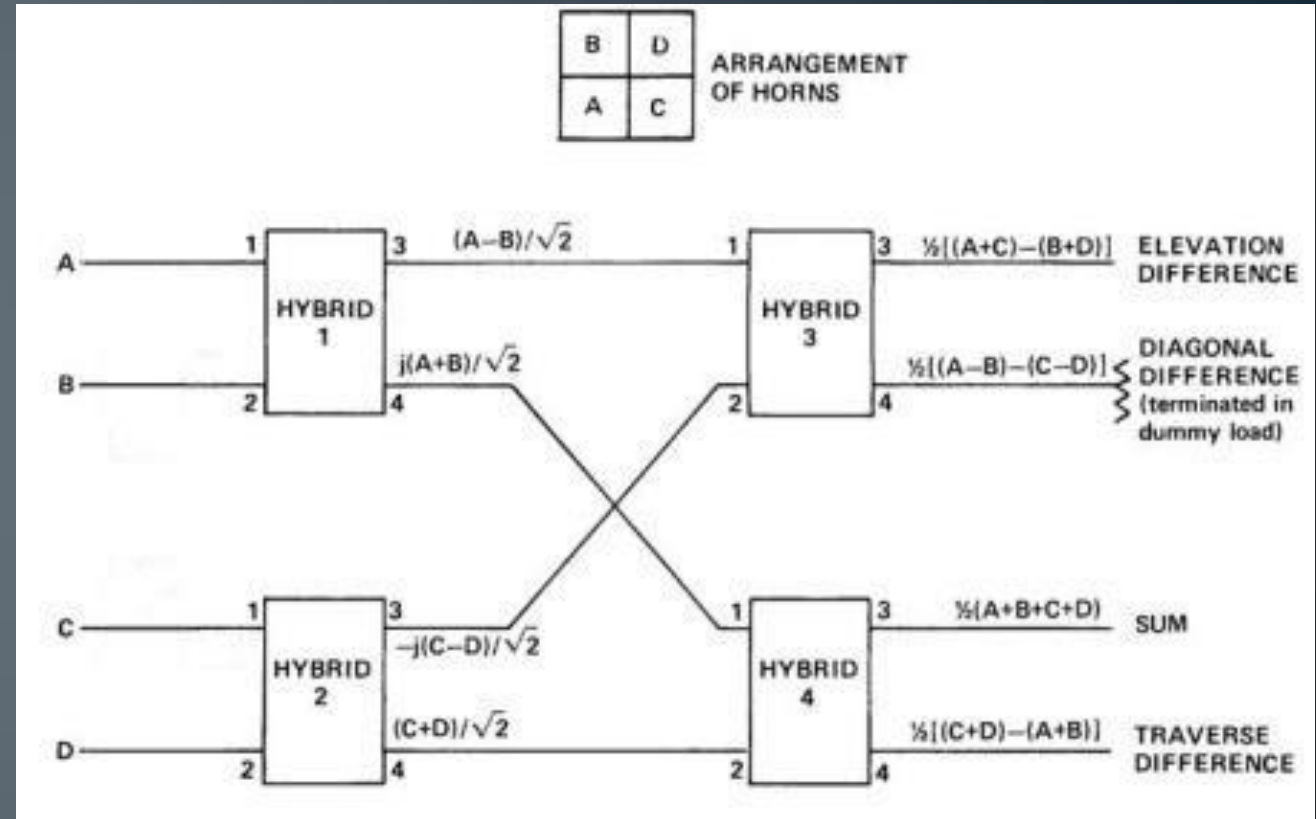 B D
A C
ARRANGEMENT
OF HORNS
A
B
1
2
HYBRID
1
3
4
(A−B)/√2
j(A+B)/√2
1
2
HYBRID
3
3
4
½[(A+C)−(B+D)]
ELEVATION
DIFFERENCE
½[(A−B)−(C−D)]
DIAGONAL
DIFFERENCE
(terminated in
dummy load)
C
D
1
2
HYBRID
2
3
4
−j(C−D)/√2
(C+D)/√2
1
2
HYBRID
4
3
4
½(A+B+C+D)
SUM
½[(C+D)−(A+B)]
TRAVERSE
DIFFERENCE